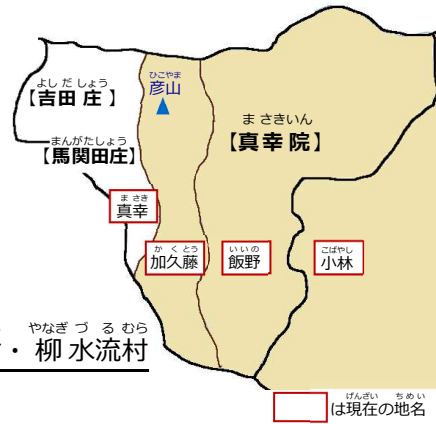 よし だ しょう
【吉田 庄】
ひこやま
彦山
ま さきいん
【真幸院】
まんがたしょう
【馬関田庄】
ま さき
真幸
か く とう
加久藤
いい の
飯野
こばやし
小林
やなぎ づ る むら
・柳水流村
げんざい ちめい
は現在の地名